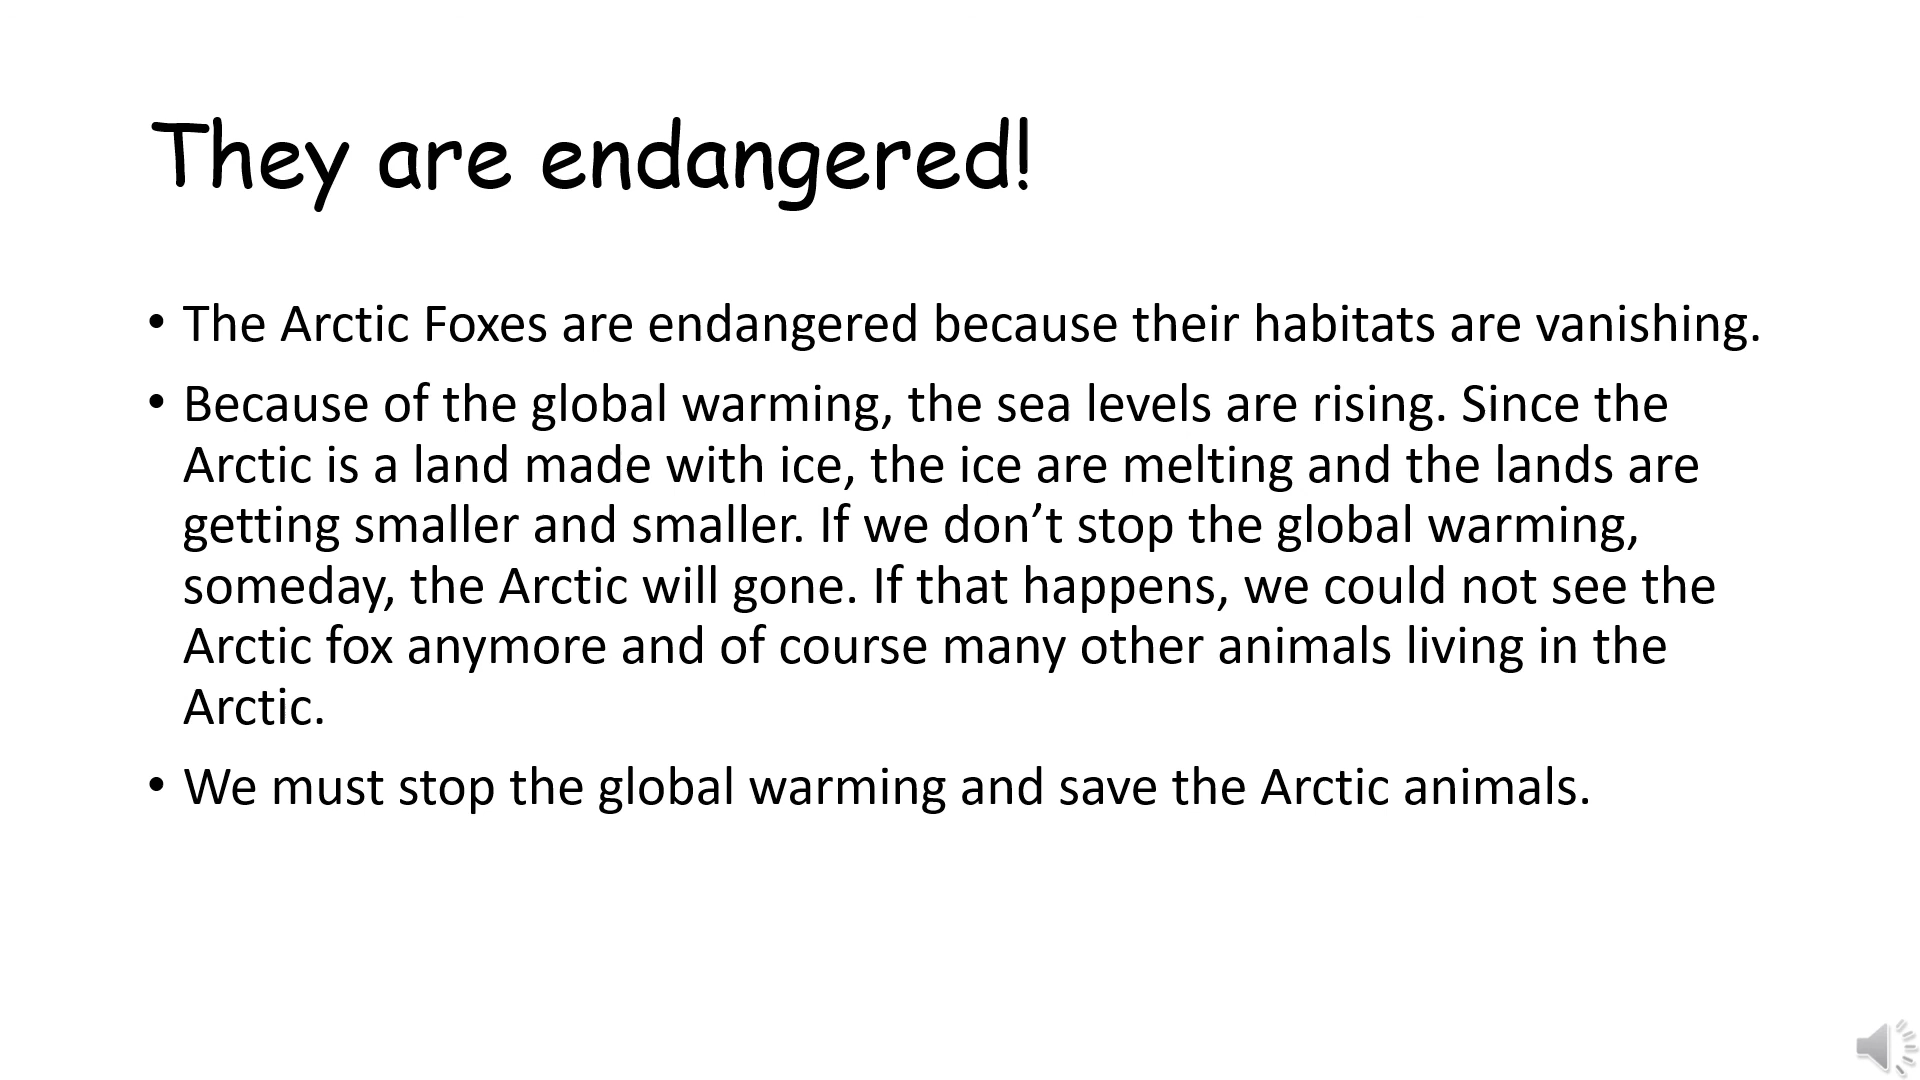 They are endangered!
• The Arctic Foxes are endangered because their habitats are vanishing.
• Because of the global warming, the sea levels are rising. Since the
Arctic is a land made with ice, the ice are melting and the lands are
getting smaller and smaller. If we don’t stop the global warming,
someday, the Arctic will gone. If that happens, we could not see the
Arctic fox anymore and of course many other animals living in the
Arctic.
• We must stop the global warming and save the Arctic animals.